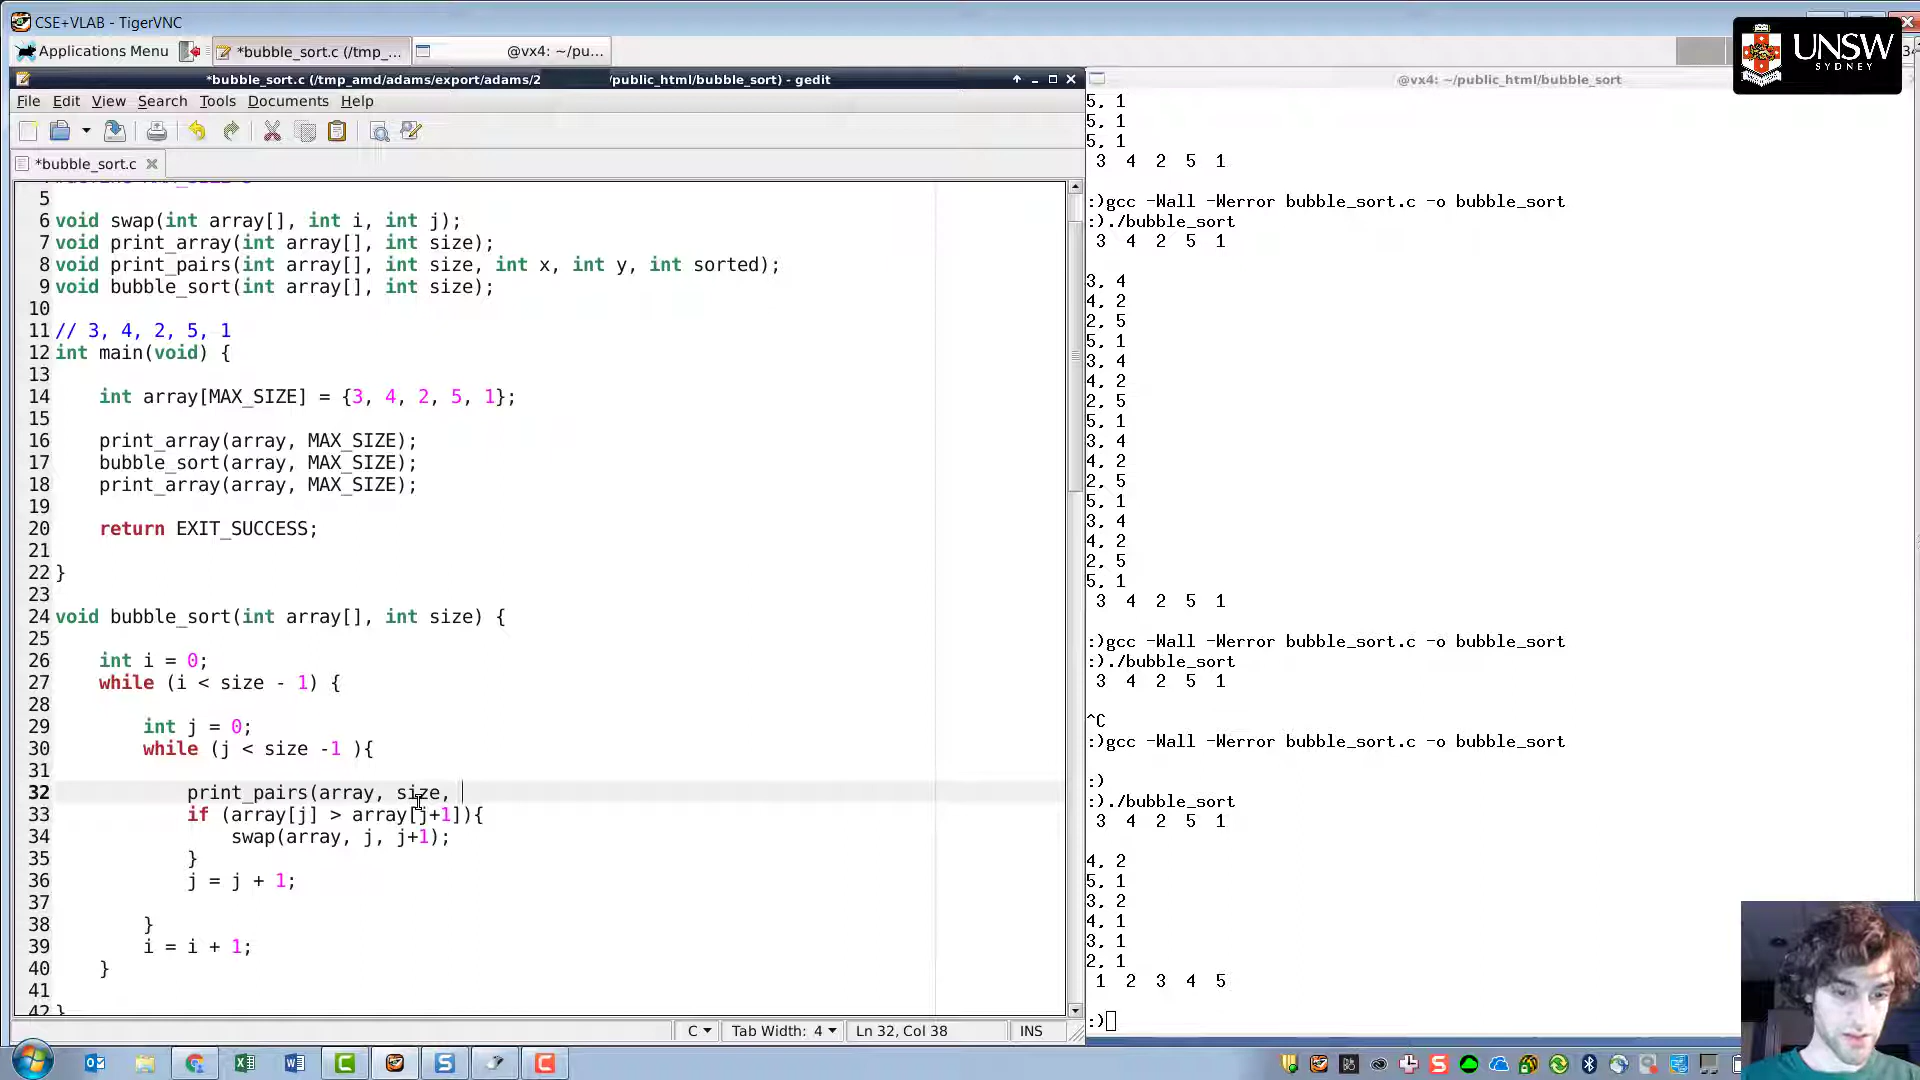 CSE+VLAB - TigerVNC
Applications Menu
*bubble_sort.c (/tmp_...
@vx4: ~/pu...
UNSW
SYDNEY
*bubble_sort.c (/tmp_amd/adams/export/adams/2 /public_html/bubble_sort) - gedit
File Edit View Search Tools Documents Help
*bubble_sort.c
5
6 void swap(int array[], int i, int j);
7 void print_array(int array[], int size);
8 void print_pairs(int array[], int size, int x, int y, int sorted);
9 void bubble_sort(int array[], int size);
10
11 // 3, 4, 2, 5, 1
12 int main(void) {
13
14 int array[MAX_SIZE] = {3, 4, 2, 5, 1};
15
16 print_array(array, MAX_SIZE);
17 bubble_sort(array, MAX_SIZE);
18 print_array(array, MAX_SIZE);
19
20 return EXIT_SUCCESS;
21
22 }
23
24 void bubble_sort(int array[], int size) {
25
26 int i = 0;
27 while (i < size - 1) {
28
29 int j = 0;
30 while (j < size -1 ){
31
32 print_pairs(array, size,
33 if (array[j] > array[j+1]){
34 swap(array, j, j+1);
35 }
36 j = j + 1;
37
38 }
39 i = i + 1;
40 }
41
42 }
C Tab Width: 4 Ln 32, Col 38 INS
@vx4: ~/public_html/bubble_sort
5, 1
5, 1
5, 1
3 4 2 5 1
:)gcc -Wall -Werror bubble_sort.c -o bubble_sort
:)./bubble_sort
3 4 2 5 1
3, 4
4, 2
2, 5
5, 1
3, 4
4, 2
2, 5
5, 1
3, 4
4, 2
2, 5
5, 1
3, 4
4, 2
2, 5
5, 1
3 4 2 5 1
:)gcc -Wall -Werror bubble_sort.c -o bubble_sort
:)./bubble_sort
3 4 2 5 1
^C
:)gcc -Wall -Werror bubble_sort.c -o bubble_sort
:)
:)./bubble_sort
3 4 2 5 1
4, 2
5, 1
3, 2
4, 1
3, 1
2, 1
1 2 3 4 5
:)